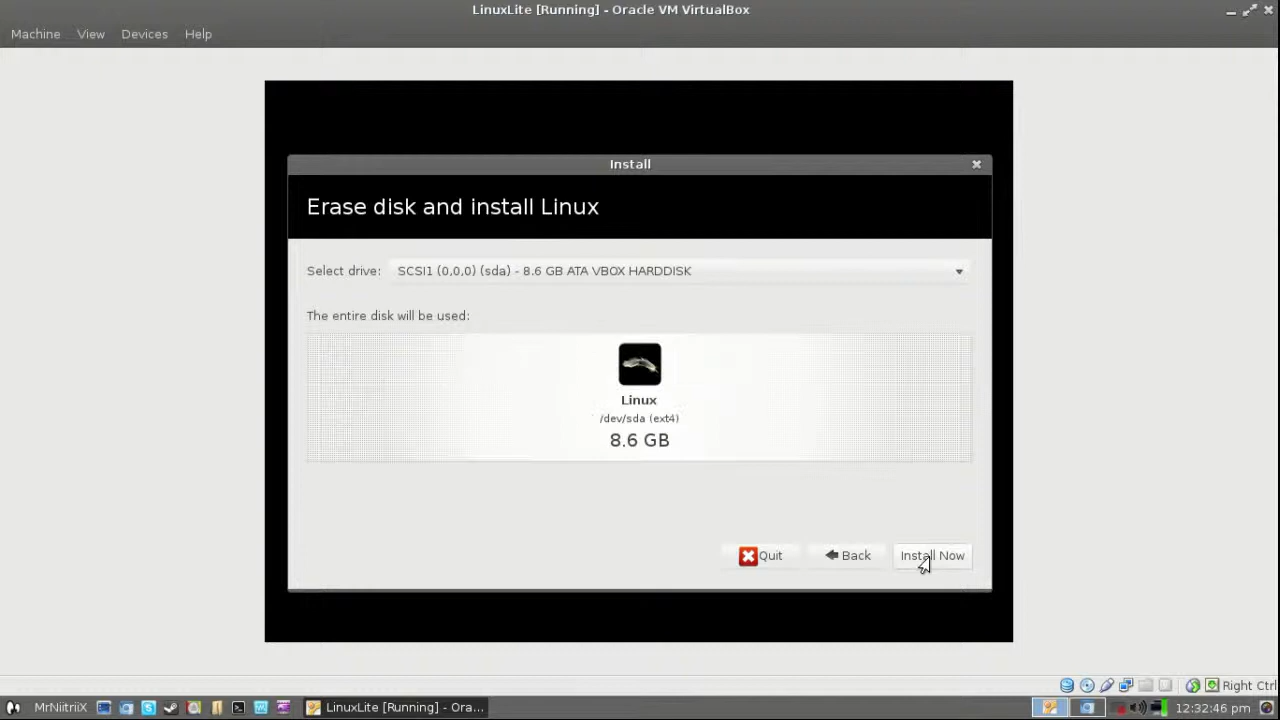 LinuxLite [Running] - Oracle VM VirtualBox
Machine View Devices Help
Install
Erase disk and install Linux
Select drive: SCSI1 (0,0,0) (sda) - 8.6 GB ATA VBOX HARDDISK
The entire disk will be used:
Linux
/dev/sda (ext4)
8.6 GB
Quit Back Install Now
Right Ctrl
MrNiitriiX LinuxLite [Running] - Ora... 12:32:46 pm